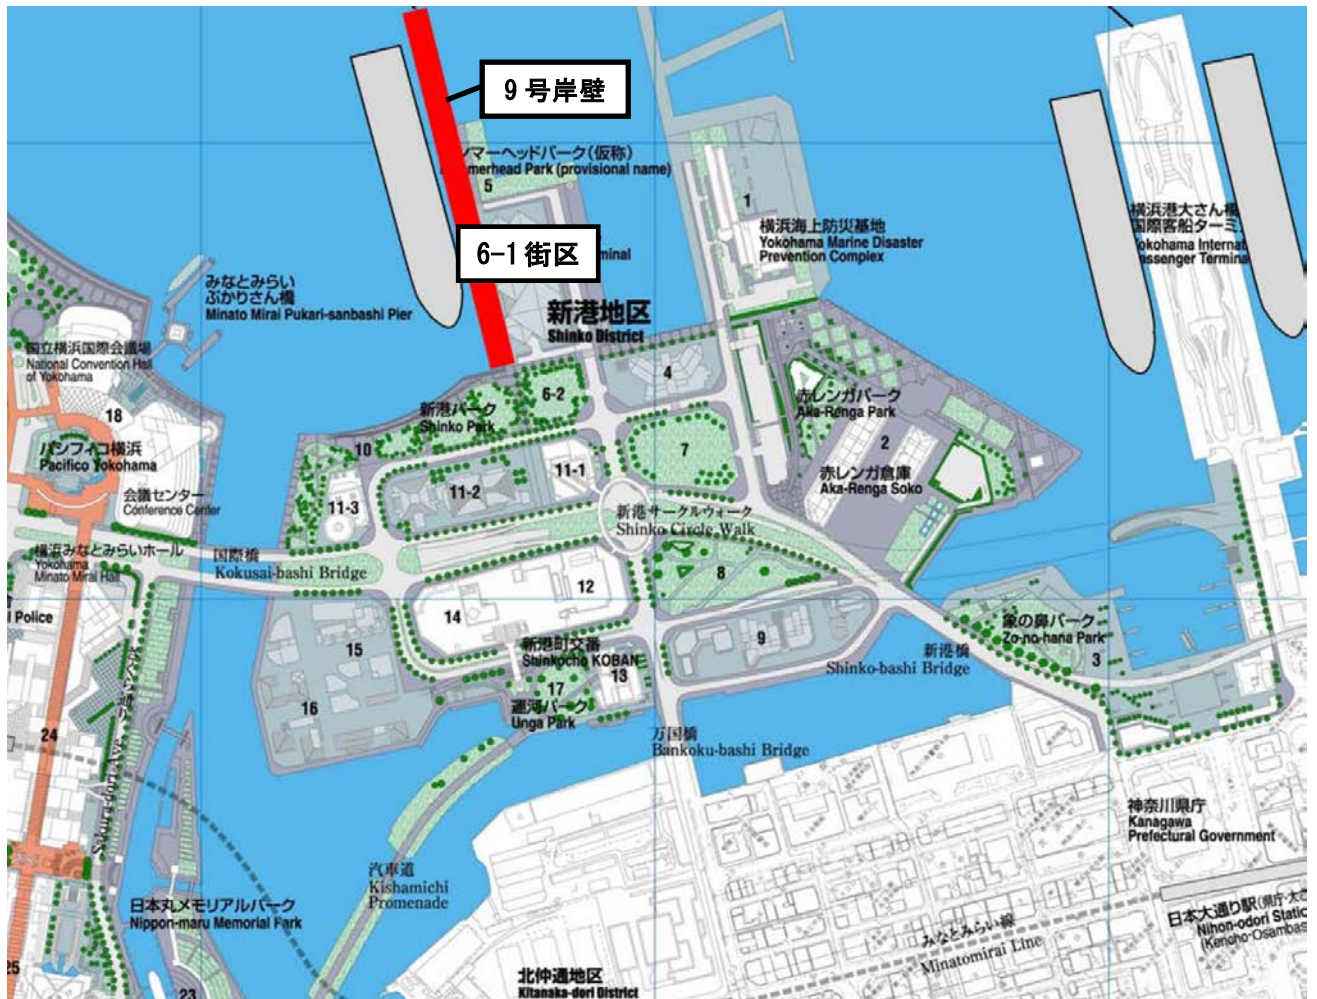 9号岸壁
ンマーヘッドパーク(仮称)
merhead Park (provisional name)
5
1
6-1街区
minal
横浜海上防災基地
Yokohama Marine Disaster
Prevention Complex
横浜港大さん橋
国際客船ターミ
Yokohama Internat
assenger Termina
みなとみらい
ぷかりさん橋
Minato Mirai Pukari-sanbashi Pier
新港地区
Shinko District
国立横浜国際会議場
National Convention Hall
of Yokohama
18
4
6-2
新港パーク
Shinko Park
赤レンガパーク
Aka-Renga Park
2
パシフィコ横浜
Pacifico Yokohama
10
7
11-1
11-2
赤レンガ倉庫
Aka-Renga Soko
会議センター
Conference Center
11-3
新港サークルウォーク
Shinko Circle Walk
横浜みなとみらいホール
Yokohama
Minato Mirai Hall
国際橋
Kokusai-bashi Bridge
8
12
14
l Police
象の鼻パーク
Zo-no-hana Park
3
9
新港橋
Shinko-bashi Bridge
15
新港町交番
Shinkocho KOBAN
13
17
運河パーク
Unga Park
16
さくら通り
Sakura-dori Ave.
24
万国橋
Bankoku-bashi Bridge
神奈川県庁
Kanagawa
Prefectural Government
汽車道
Kishamichi
Promenade
日本丸メモリアルパーク
Nippon-maru Memorial Park
日本大通り駅(県庁・大さ
Nihon-odori Static
(Kencho-Osambas
みなとみらい線
Minatomirai Line
25
23
北仲通地区
Kitanaka-dori District